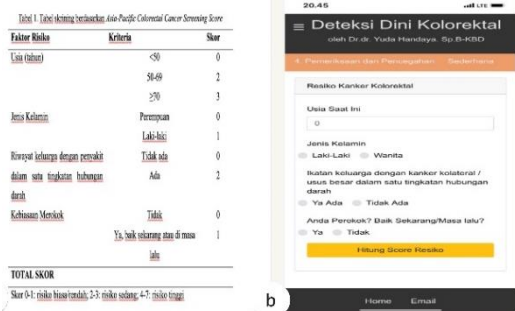 Tabel 1. Tabel skrining berdasarkan Asia-Pacific Colorectal Cancer Screening Score
Faktor Risiko Kriteria Skor
Usia (tahun) <50 0
50-69 2
≥70 3
Jenis Kelamin Perempuan 0
Laki-laki 1
Riwayat keluarga dengan penyakit Tidak ada 0
dalam satu tingkatan hubungan Ada 2
darah
Kebiasaan Merokok Tidak 0
Ya, baik sekarang atau di masa 1
lalu
TOTAL SKOR
Skor 0-1: risiko biasa/rendah; 2-3: risiko sedang; 4-7: risiko tinggi
b
20.45
LTE
Deteksi Dini Kolorektal
oleh Dr.dr. Yuda Handaya. Sp.B-KBD
4. Pemeriksaan dan Pencegahan Sederhana
Resiko Kanker Kolorektal
Usia Saat Ini
0
Jenis Kelamin
Laki-Laki Wanita
Ikatan keluarga dengan kanker kolateral /
usus besar dalam satu tingkatan hubungan
darah
Ya Ada Tidak Ada
Anda Perokok? Baik Sekarang/Masa lalu?
Ya Tidak
Hitung Score Resiko
Home Email